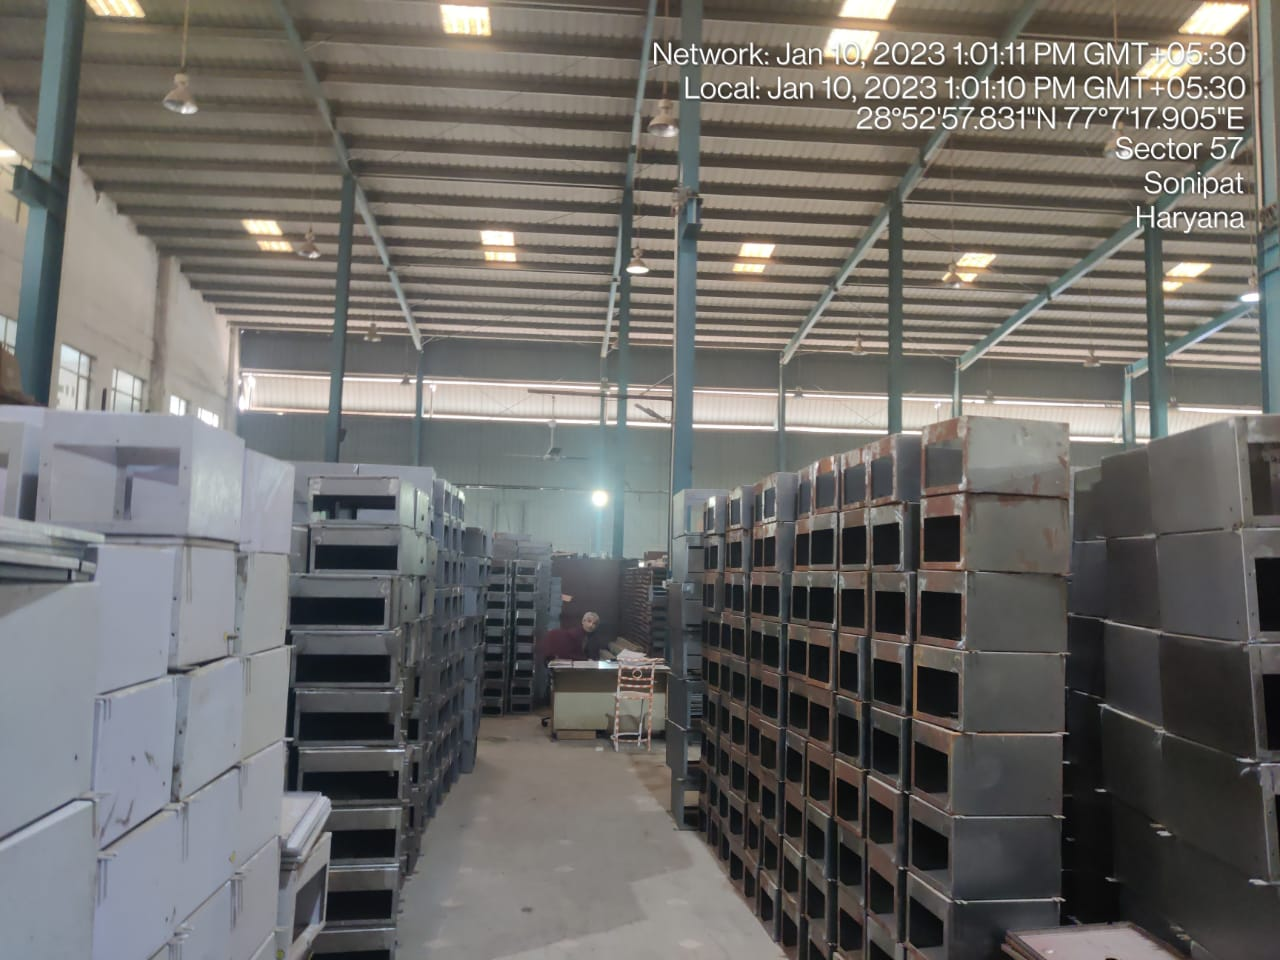 Network: Jan 10, 2023 1:01:11 PM GMT+05:30
Local: Jan 10, 2023 1:01:10 PM GMT+05:30
28°52'57.831"N 77°7'17.905"E
Sector 57
Sonipat
Haryana